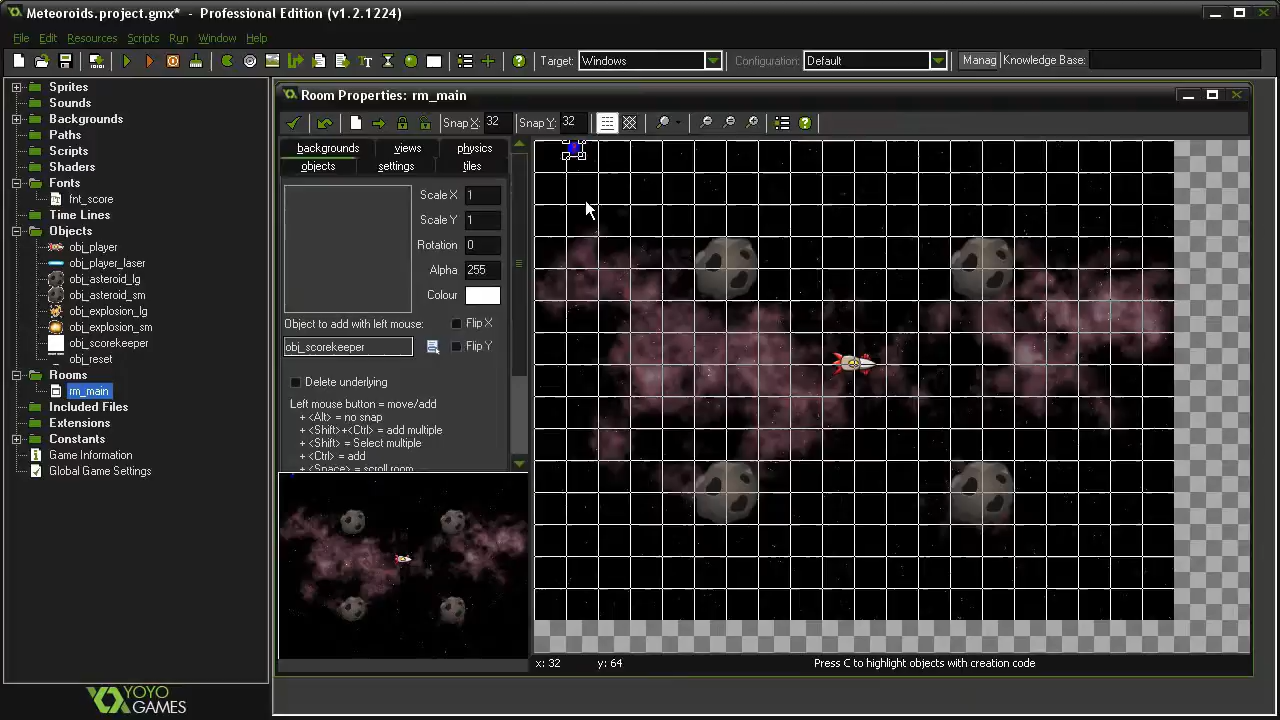 Meteoroids.project.gmx* - Professional Edition (v1.2.1224)
File Edit Resources Scripts Run Window Help
Target: Windows Configuration: Default Manag Knowledge Base:
Sprites
Sounds
Backgrounds
Paths
Scripts
Shaders
Fonts
fnt_score
Time Lines
Objects
obj_player
obj_player_laser
obj_asteroid_lg
obj_asteroid_sm
obj_explosion_lg
obj_explosion_sm
obj_scorekeeper
obj_reset
Rooms
rm_main
Included Files
Extensions
Constants
Game Information
Global Game Settings
YOYO
GAMES
Room Properties: rm_main
Snap X: 32 Snap Y: 32
backgrounds views physics
objects settings tiles
Scale X 1
Scale Y 1
Rotation 0
Alpha 255
Colour
Object to add with left mouse: Flip X
obj_scorekeeper Flip Y
Delete underlying
Left mouse button = move/add
+ <Alt> = no snap
+ <Shift>+<Ctrl> = add multiple
+ <Shift> = Select multiple
+ <Ctrl> = add
+ <Space> = scroll room
x: 32 y: 64 Press C to highlight objects with creation code